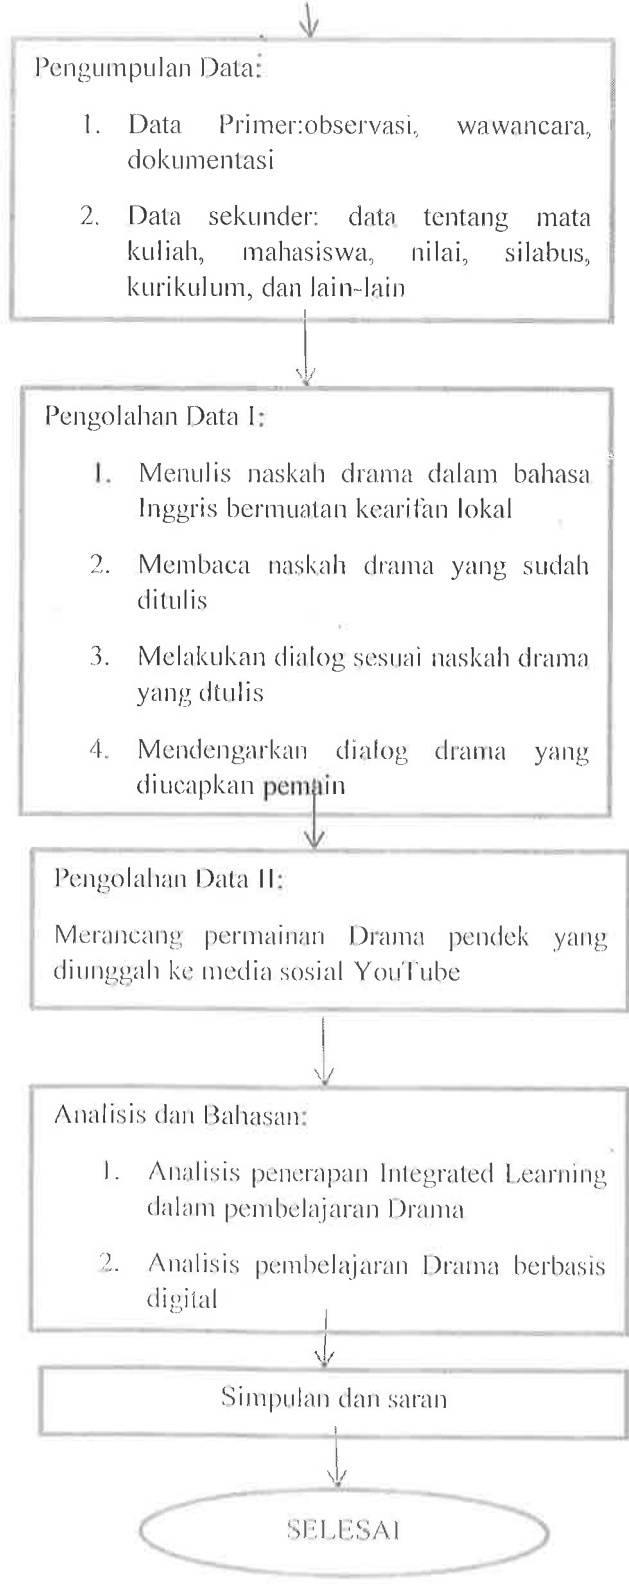 Pengumpulan Data:
1. Data Primer:observasi, wawancara,
dokumentasi
2. Data sekunder: data tentang mata
kuliah, mahasiswa, nilai, silabus,
kurikulum, dan lain-lain
Pengolahan Data I:
1. Menulis naskah drama dalam bahasa
Inggris bermuatan kearifan lokal
2. Membaca naskah drama yang sudah
ditulis
3. Melakukan dialog sesuai naskah drama
yang dtulis
4. Mendengarkan dialog drama yang
diucapkan pemain
Pengolahan Data II:
Merancang permainan Drama pendek yang
diunggah ke media sosial YouTube
Analisis dan Bahasan:
1. Analisis penerapan Integrated Learning
dalam pembelajaran Drama
2. Analisis pembelajaran Drama berbasis
digital
Simpulan dan saran
SELESAI